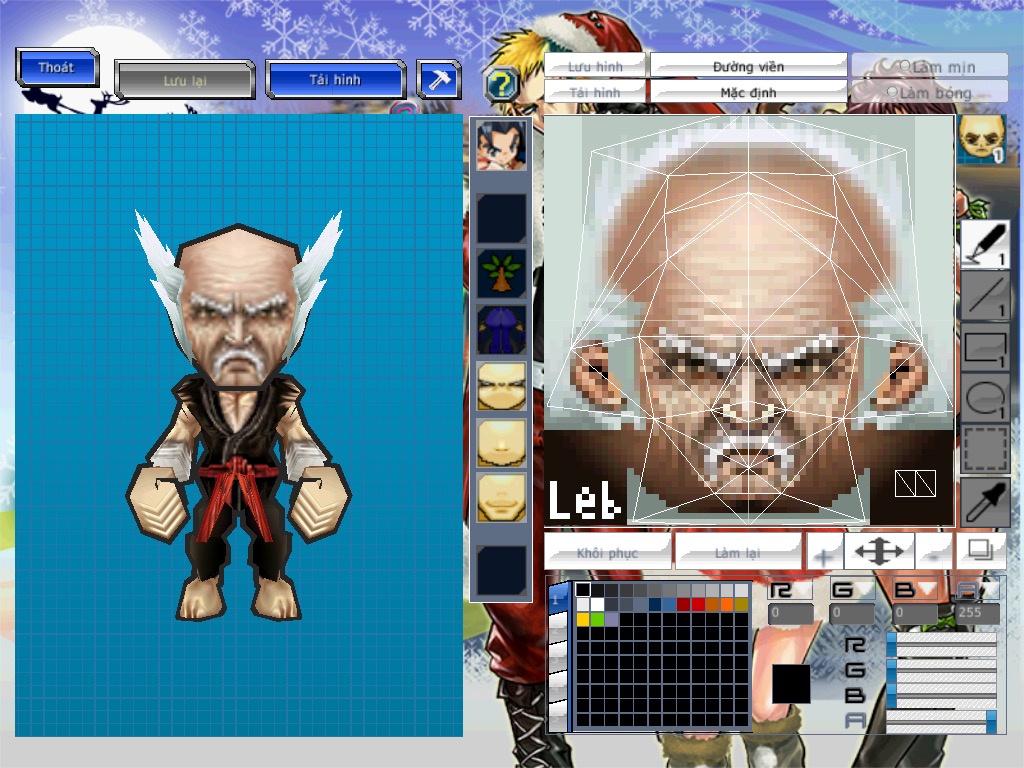 Thoát
Lưu lại
Tải hình
?
Lưu hình
Đường viền
Làm mịn
Tải hình
Mặc định
Làm bóng
1
1
1
1
1
Leb
Khôi phục
Làm lại
+
-
1
R
G
B
A
0
0
0
255
R
G
B
A